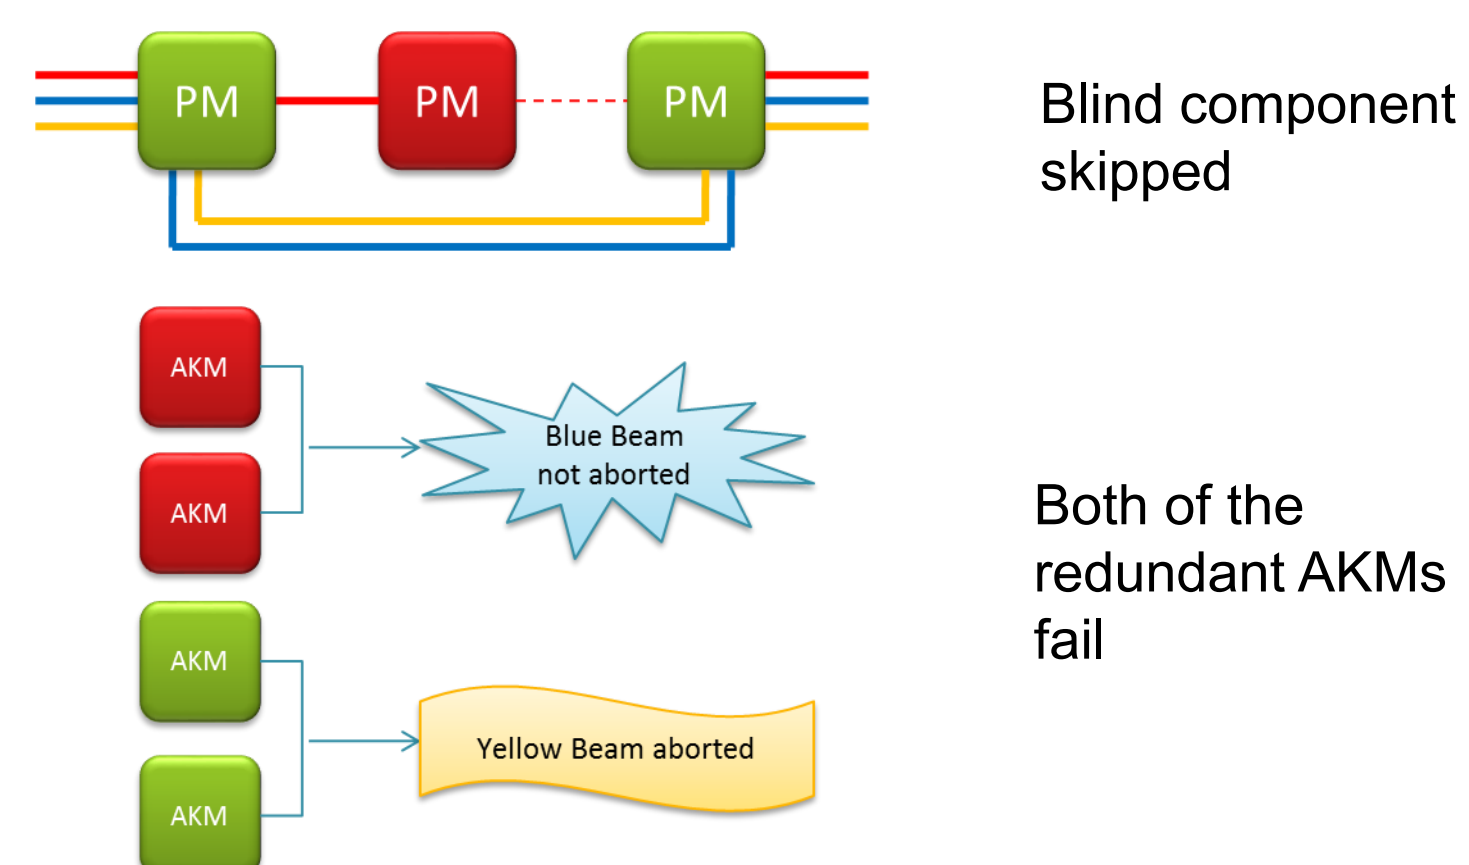 PM
PM
PM
Blind component
skipped
AKM
AKM
Blue Beam
not aborted
Both of the
redundant AKMs
fail
AKM
AKM
Yellow Beam aborted